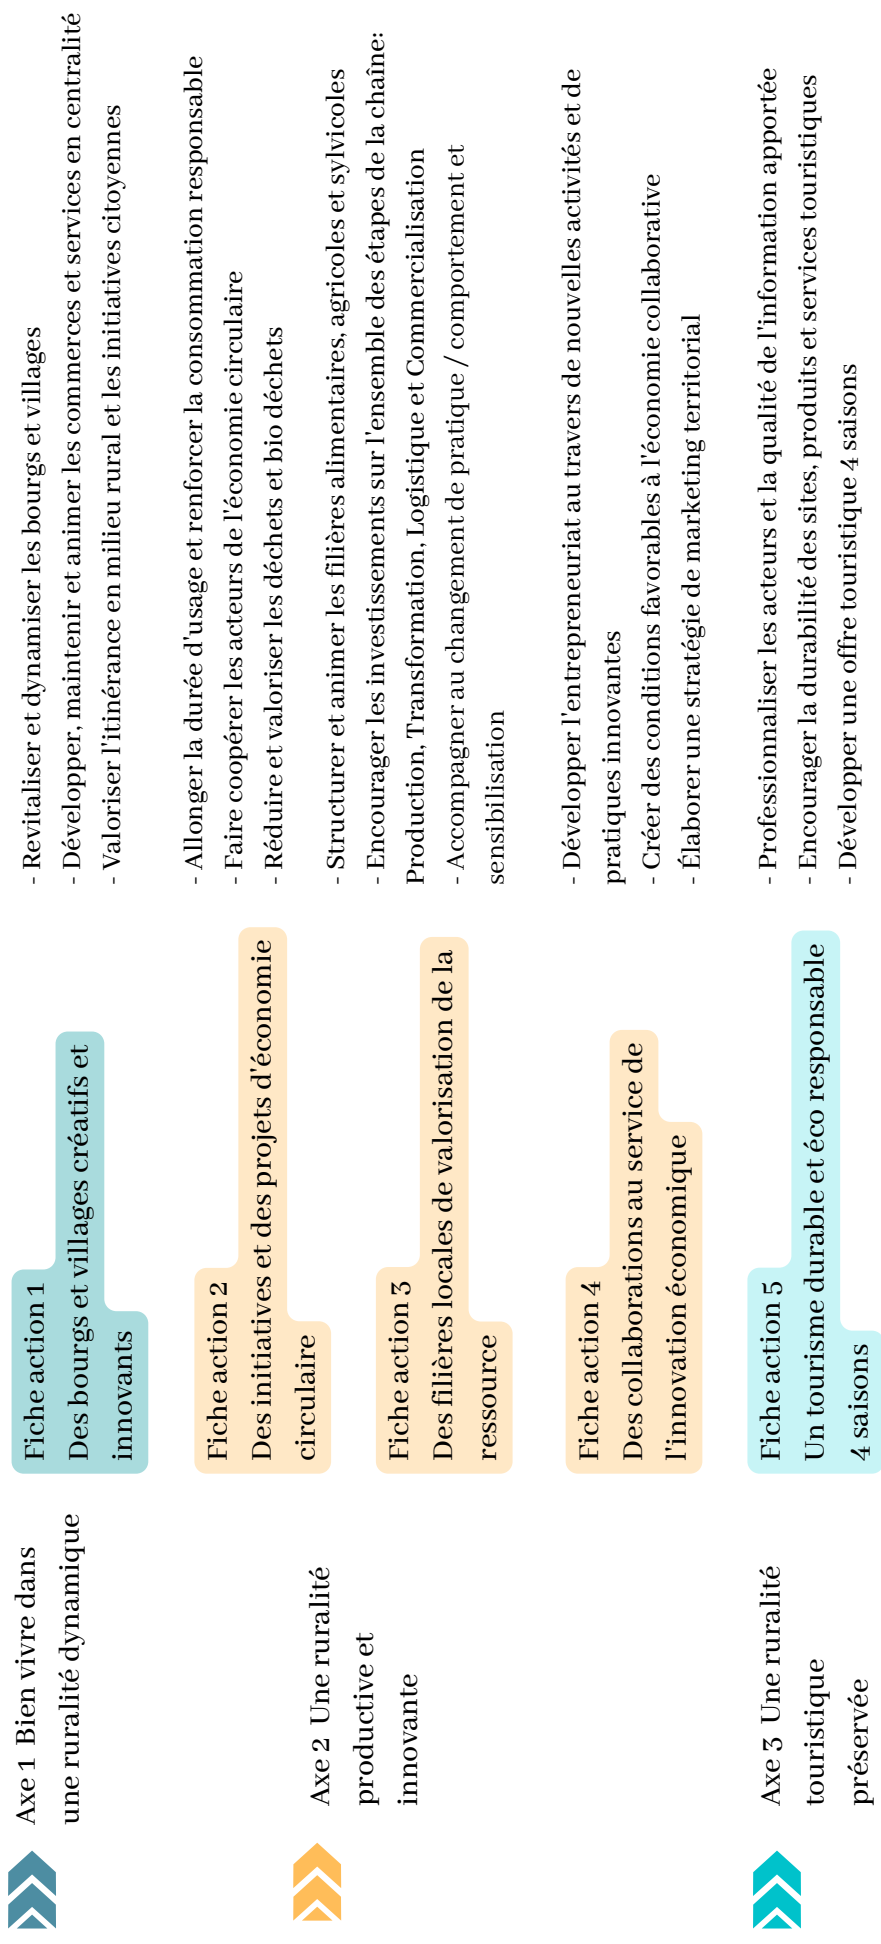 Axe 1 Bien vivre dans
une ruralité dynamique
Fiche action 1
Des bourgs et villages créatifs et
innovants
- Revitaliser et dynamiser les bourgs et villages
- Développer, maintenir et animer les commerces et services en centralité
- Valoriser l'itinérance en milieu rural et les initiatives citoyennes
Axe 2 Une ruralité
productive et
innovante
Fiche action 2
Des initiatives et des projets d'économie
circulaire
- Allonger la durée d'usage et renforcer la consommation responsable
- Faire coopérer les acteurs de l'économie circulaire
- Réduire et valoriser les déchets et bio déchets
Fiche action 3
Des filières locales de valorisation de la
ressource
- Structurer et animer les filières alimentaires, agricoles et sylvicoles
- Encourager les investissements sur l'ensemble des étapes de la chaîne:
Production, Transformation, Logistique et Commercialisation
- Accompagner au changement de pratique / comportement et
sensibilisation
Fiche action 4
Des collaborations au service de
l'innovation économique
- Développer l'entrepreneuriat au travers de nouvelles activités et de
pratiques innovantes
- Créer des conditions favorables à l'économie collaborative
- Élaborer une stratégie de marketing territorial
Axe 3 Une ruralité
touristique
préservée
Fiche action 5
Un tourisme durable et éco responsable
4 saisons
- Professionnaliser les acteurs et la qualité de l'information apportée
- Encourager la durabilité des sites, produits et services touristiques
- Développer une offre touristique 4 saisons